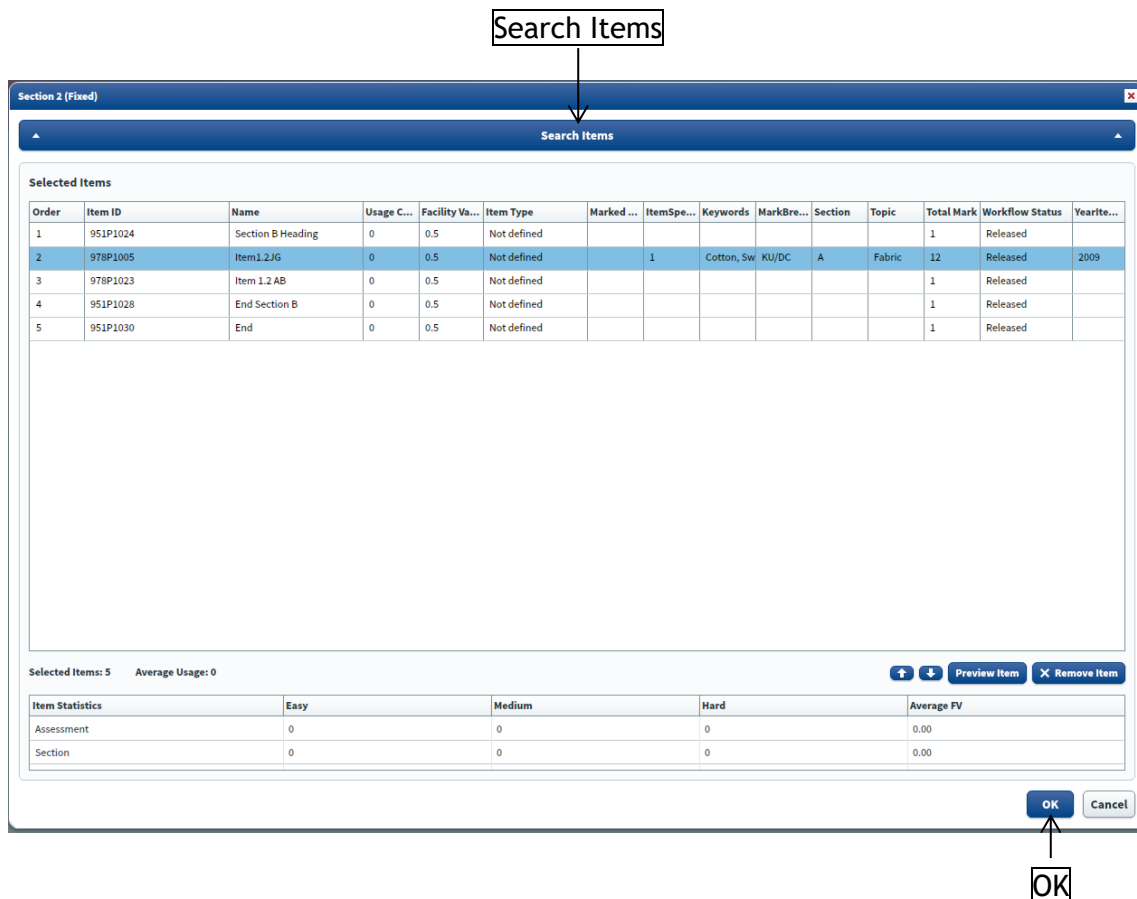 Search Items
Section 2 (Fixed)
Search Items
Selected Items
Order Item ID Name Usage C... Facility Va... Item Type Marked ... ItemSpe... Keywords MarkBre... Section Topic Total Mark Workflow Status YearIte...
1 951P1024 Section B Heading 0 0.5 Not defined 1 Released
2 978P1005 Item1.2JG 0 0.5 Not defined 1 Cotton, Sw KU/DC A Fabric 12 Released 2009
3 978P1023 Item 1.2 AB 0 0.5 Not defined 1 Released
4 951P1028 End Section B 0 0.5 Not defined 1 Released
5 951P1030 End 0 0.5 Not defined 1 Released
Selected Items: 5 Average Usage: 0 Preview Item Remove Item
Item Statistics Easy Medium Hard Average FV
Assessment 0 0 0 0.00
Section 0 0 0 0.00
OK Cancel
OK